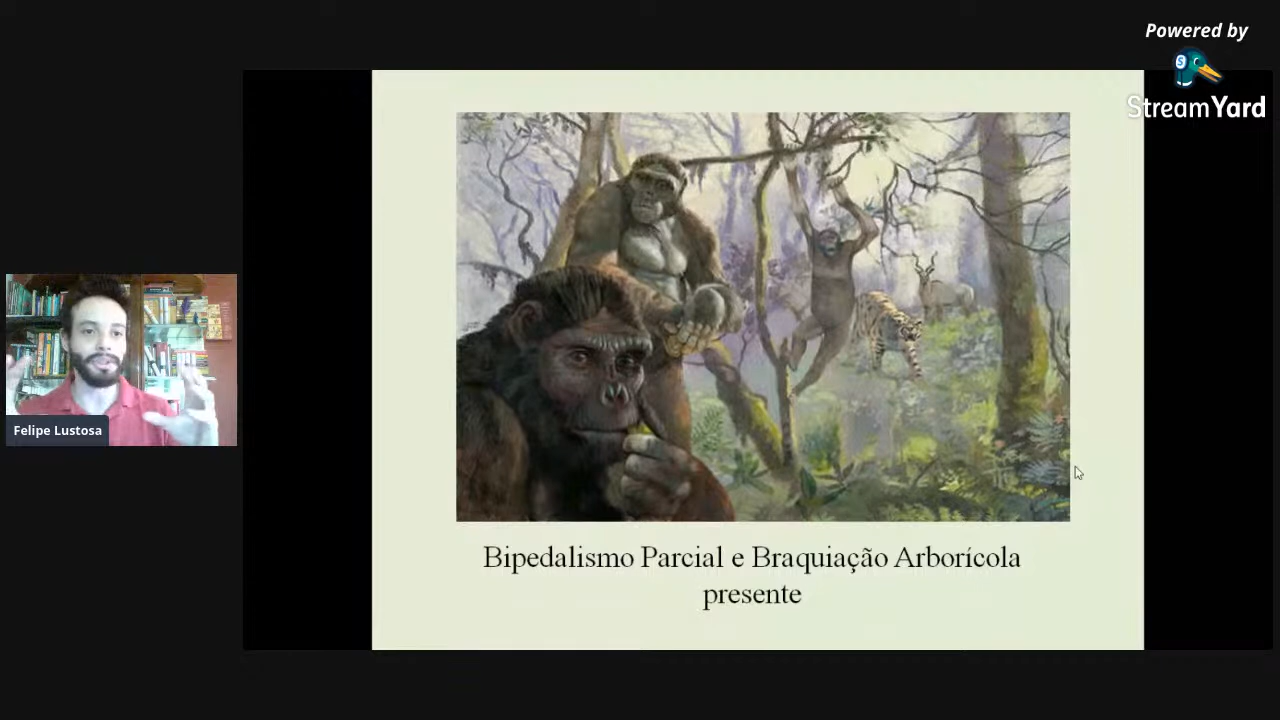 Powered by
StreamYard
Felipe Lustosa
Bipedalismo Parcial e Braquiação Arborícola
presente